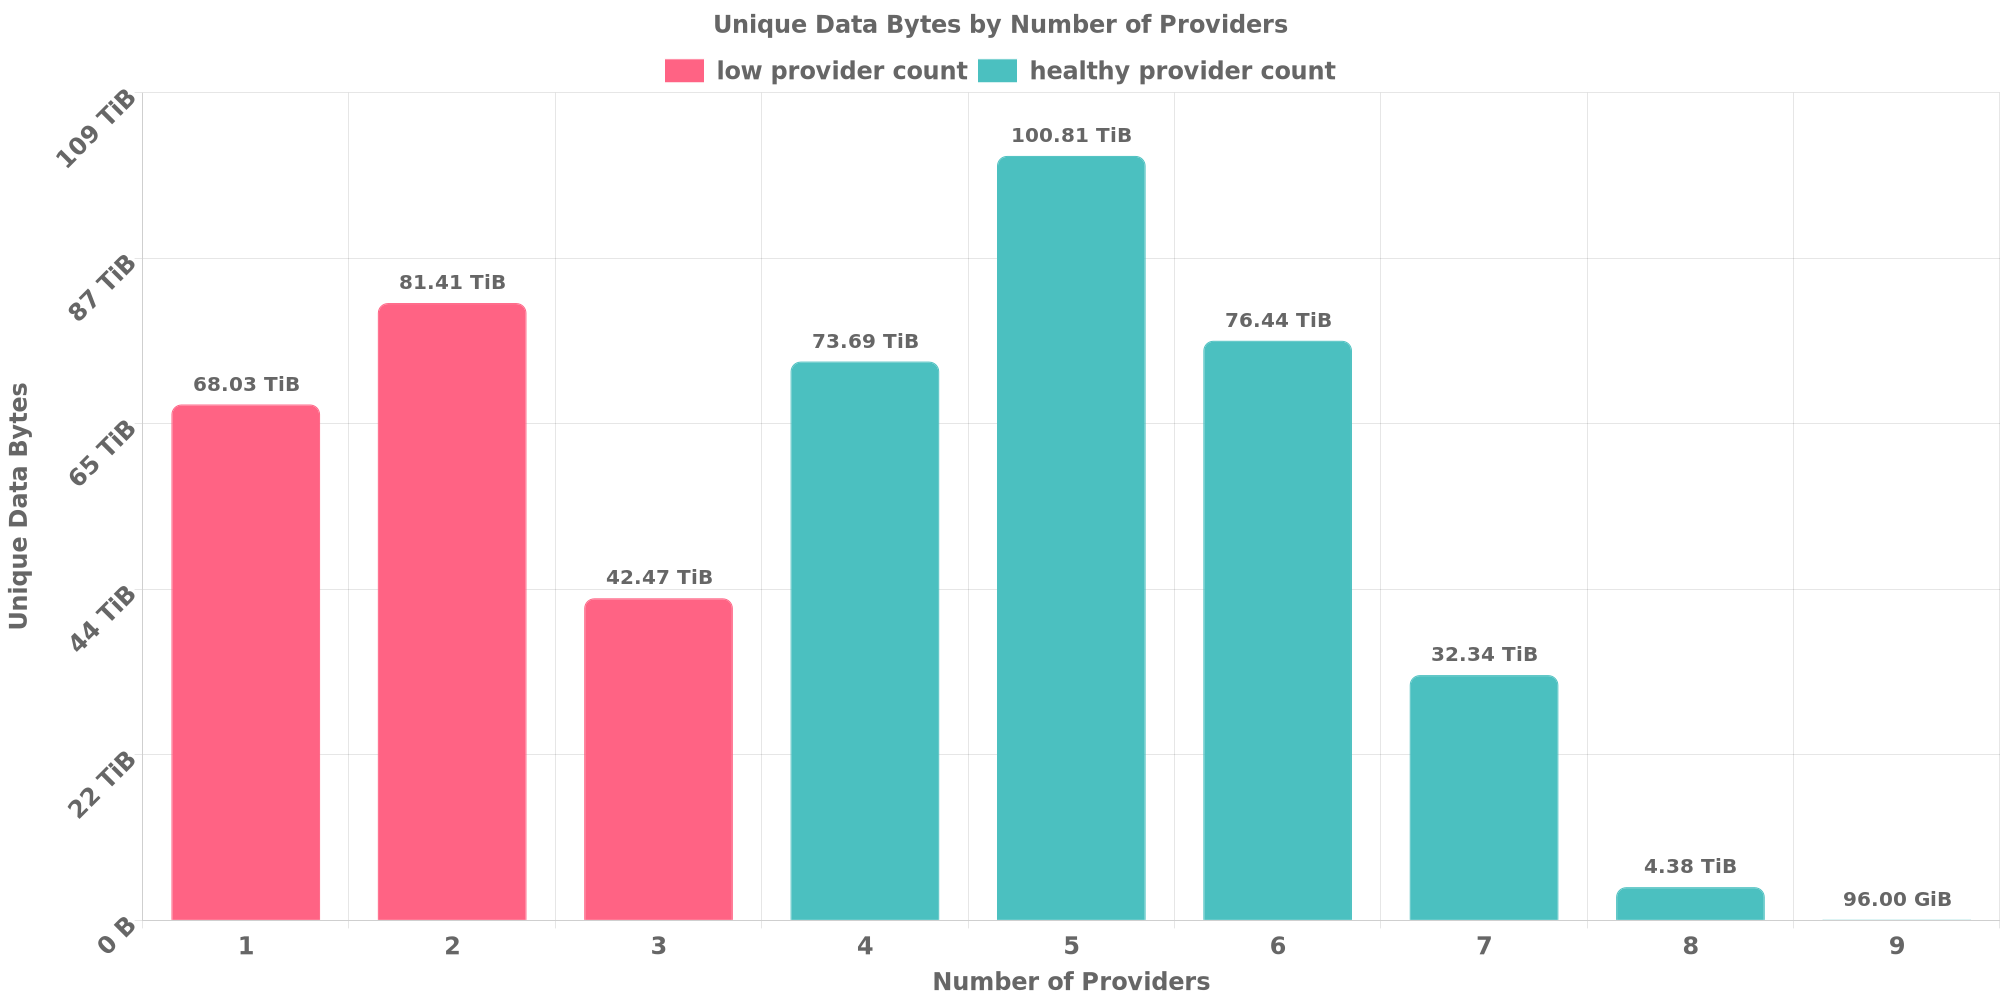 Unique Data Bytes by Number of Providers
low provider count healthy provider count
109 TiB
87 TiB
65 TiB
44 TiB
22 TiB
0 B
Unique Data Bytes
68.03 TiB
81.41 TiB
42.47 TiB
73.69 TiB
100.81 TiB
76.44 TiB
32.34 TiB
4.38 TiB
96.00 GiB
1 2 3 4 5 6 7 8 9
Number of Providers